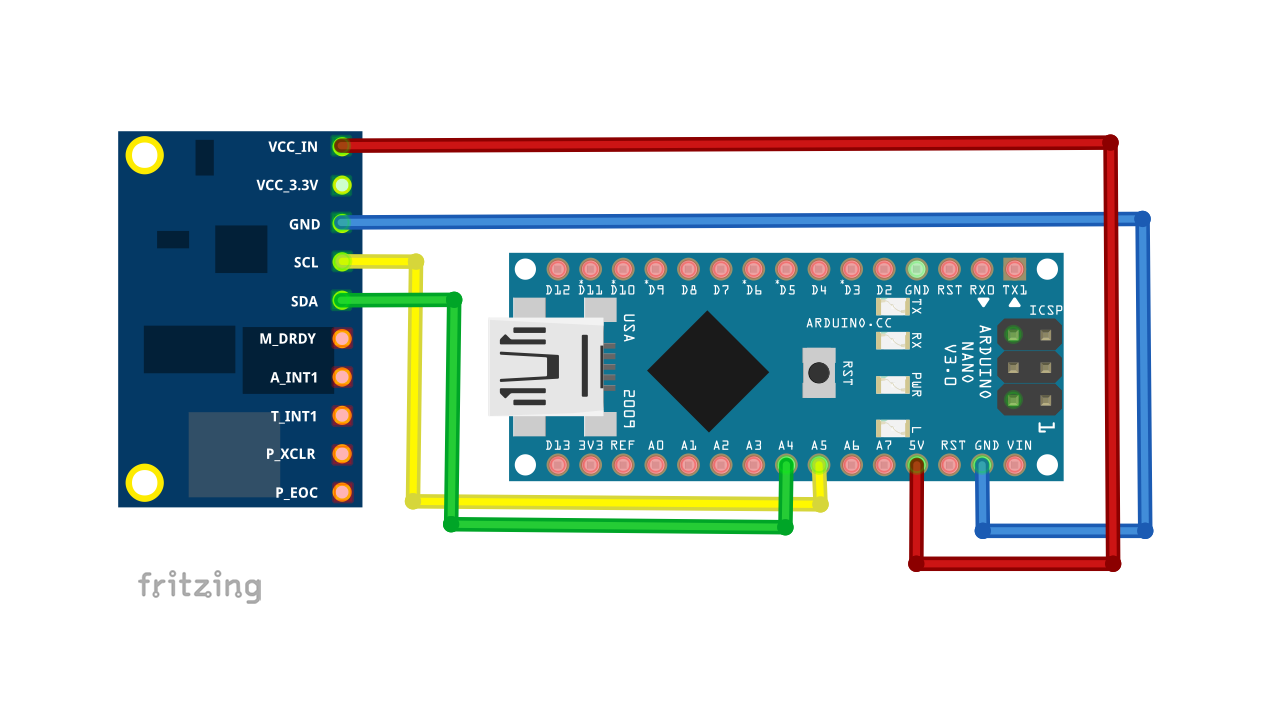 VCC_IN
VCC_3.3V
GND
SCL
SDA
M_DRDY
A_INT1
T_INT1
P_XCLR
P_EOC
D12 *D11 *D10 *D9 D8 D7 *D6 *D5 D4 *D3 D2 GND RST RX0 TX1
ICSP
TX
ARDUINO.CC
RX
USA
2009
RST
PWR
ARDUINO
NANO
V3.0
L
1
D13 3V3 REF A0 A1 A2 A3 A4 A5 A6 A7 5V RST GND VIN
fritzing